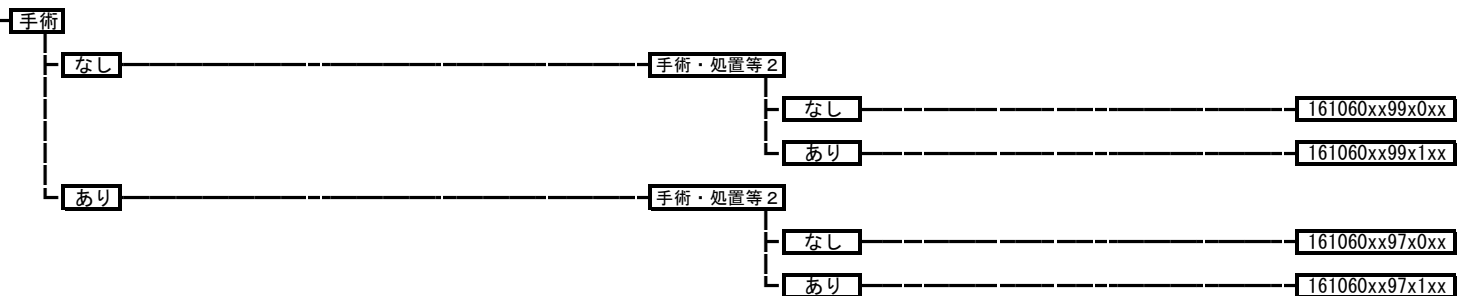 手術
なし 手術・処置等2
なし 161060xx99x0xx
あり 161060xx99x1xx
あり 手術・処置等2
なし 161060xx97x0xx
あり 161060xx97x1xx